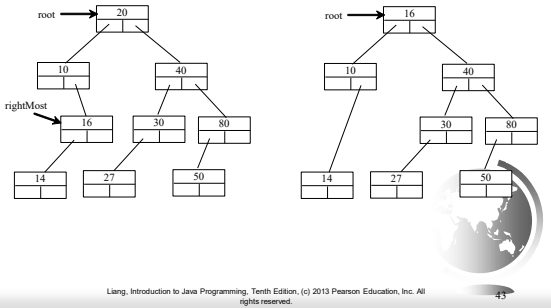 root 20
root 16
10 40
10 40
rightMost
16 30 80
30 80
14 27 50
14 27 50
Liang, Introduction to Java Programming, Tenth Edition, (c) 2013 Pearson Education, Inc. All
rights reserved.
43